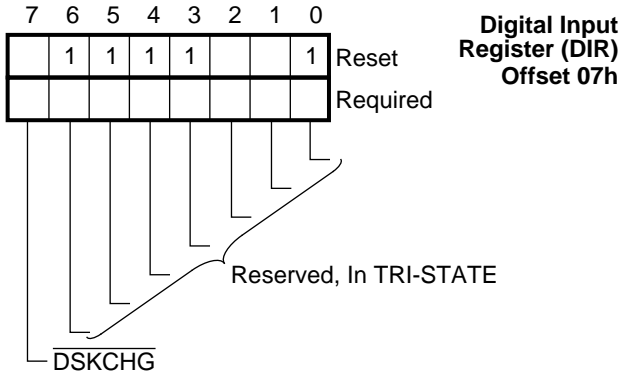 7 6 5 4 3 2 1 0
Digital Input
Register (DIR)
Offset 07h
1 1 1 1 1 Reset
Required
Reserved, In TRI-STATE
DSKCHG